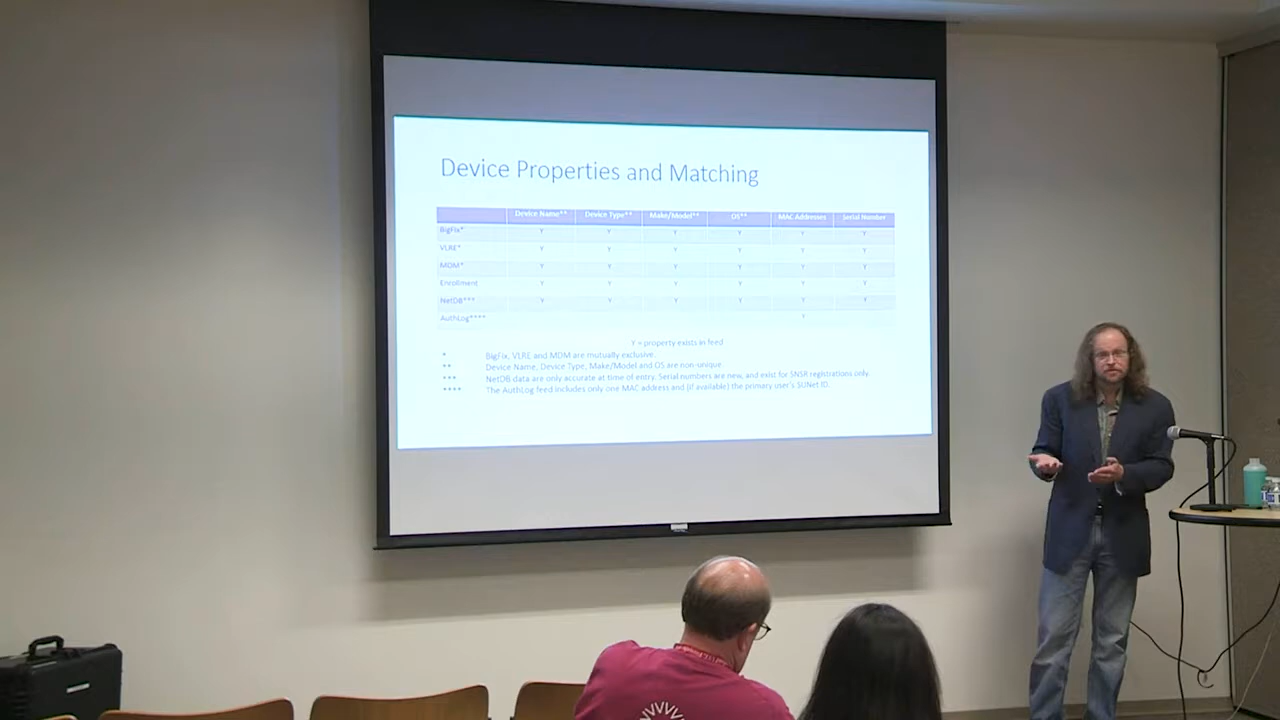 Device Properties and Matching
Device Name** Device Type** Make/Model** OS** MAC Addresses Serial Number
BigFix* Y Y Y Y Y Y
VLRE* Y Y Y Y Y Y
MDM* Y Y Y Y Y Y
Enrollment Y Y Y Y Y Y
NetDB*** Y Y Y Y Y Y
AuthLog**** Y
Y = property exists in feed
* BigFix, VLRE and MDM are mutually exclusive.
** Device Name, Device Type, Make/Model and OS are non-unique.
*** NetDB data are only accurate at time of entry. Serial numbers are new, and exist for SNSR registrations only.
**** The AuthLog feed includes only one MAC address and (if available) the primary user's SUNet ID.